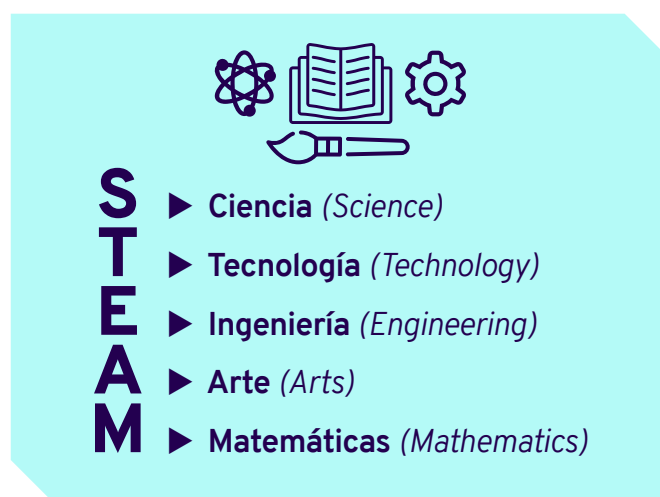 S ▶ Ciencia (Science)
T ▶ Tecnología (Technology)
E ▶ Ingeniería (Engineering)
A ▶ Arte (Arts)
M ▶ Matemáticas (Mathematics)